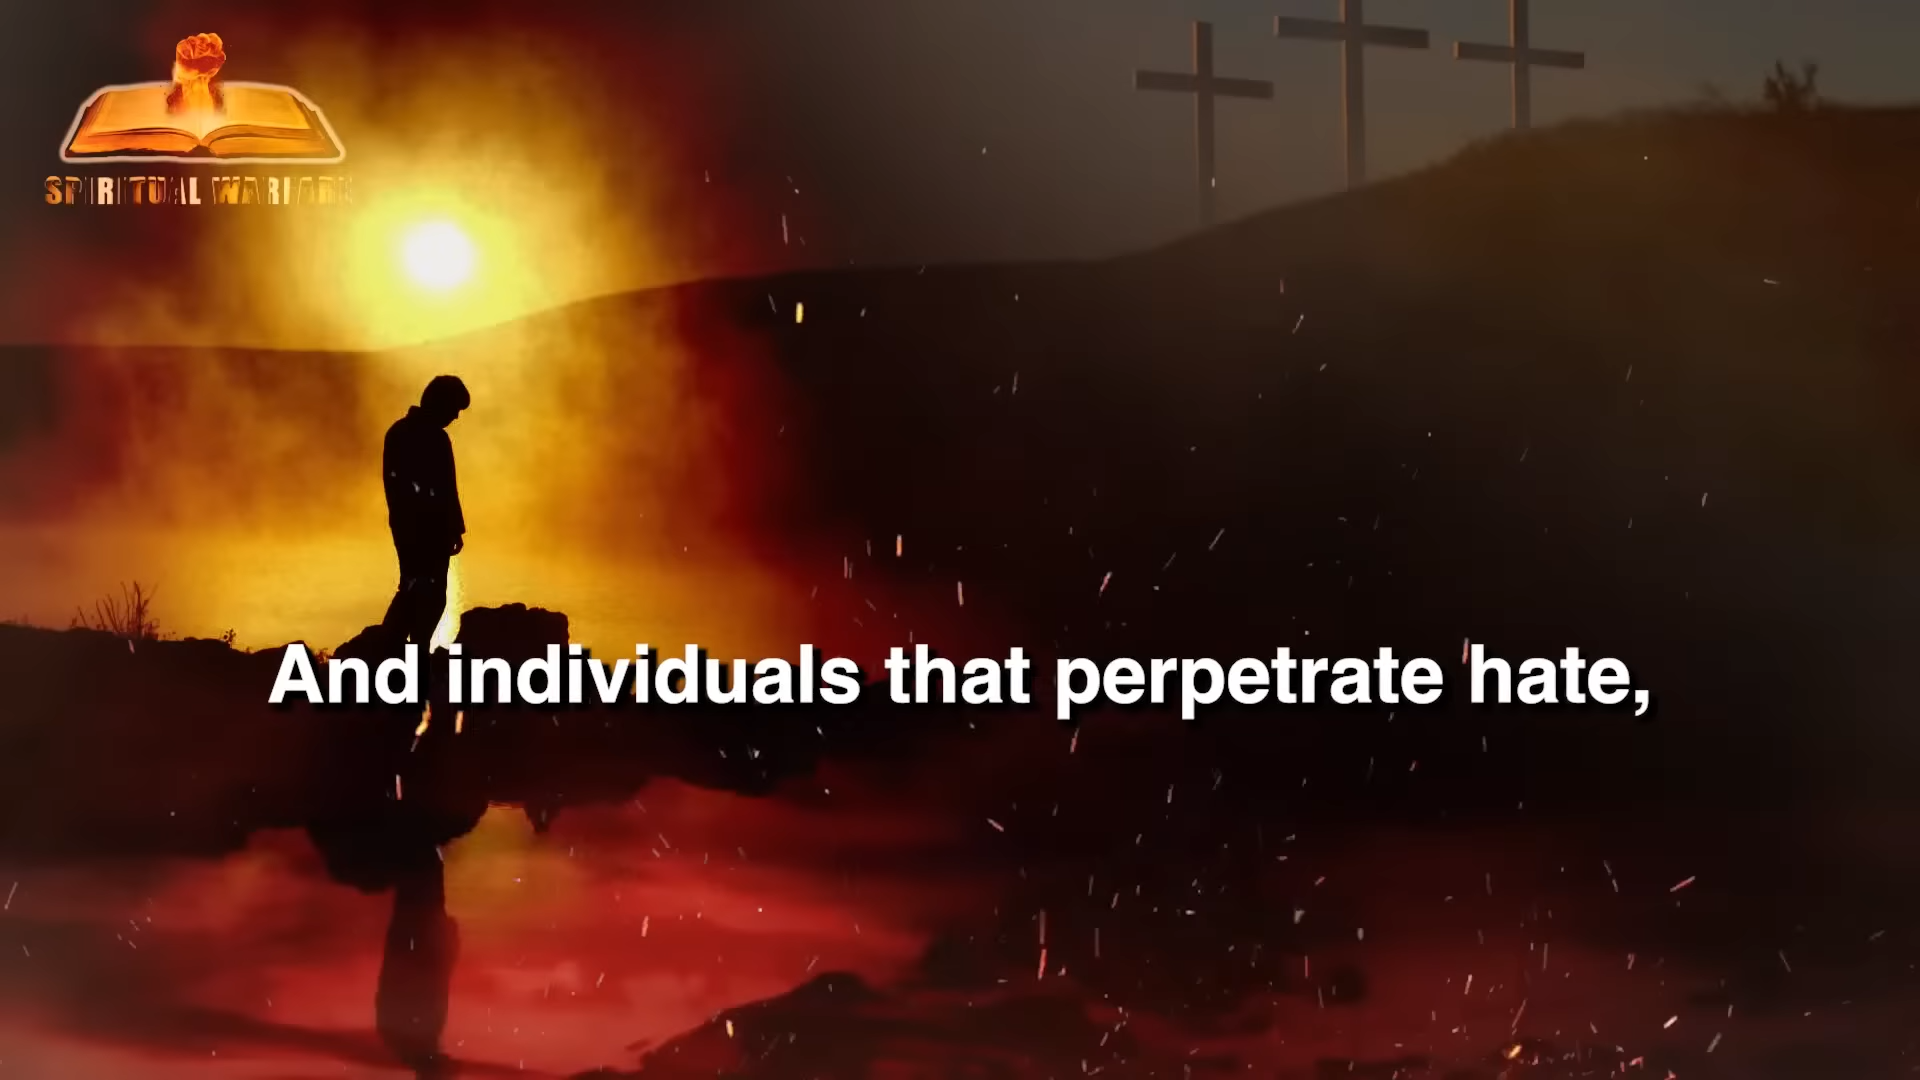 SPIRITUAL WARFARE
And individuals that perpetrate hate,